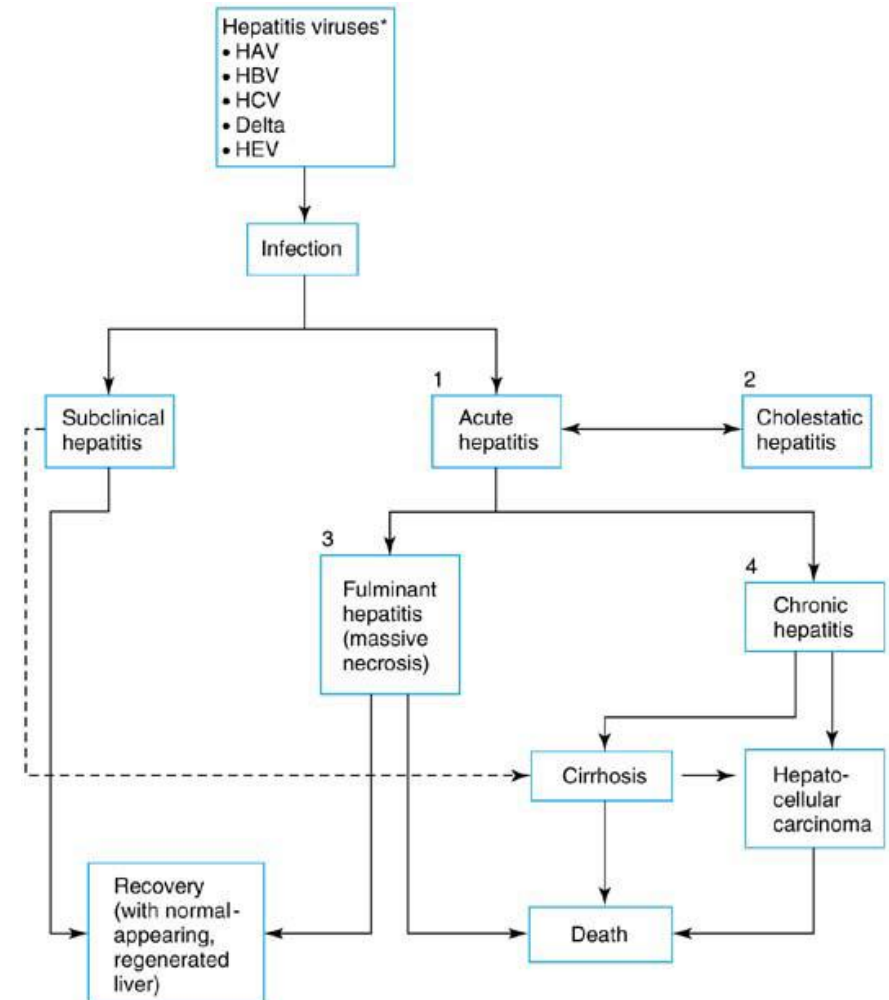 Hepatitis viruses*
• HAV
• HBV
• HCV
• Delta
• HEV
Infection
Subclinical
hepatitis
1
Acute
hepatitis
2
Cholestatic
hepatitis
3
Fulminant
hepatitis
(massive
necrosis)
4
Chronic
hepatitis
Cirrhosis
Hepato-
cellular
carcinoma
Recovery
(with normal-
appearing,
regenerated
liver)
Death